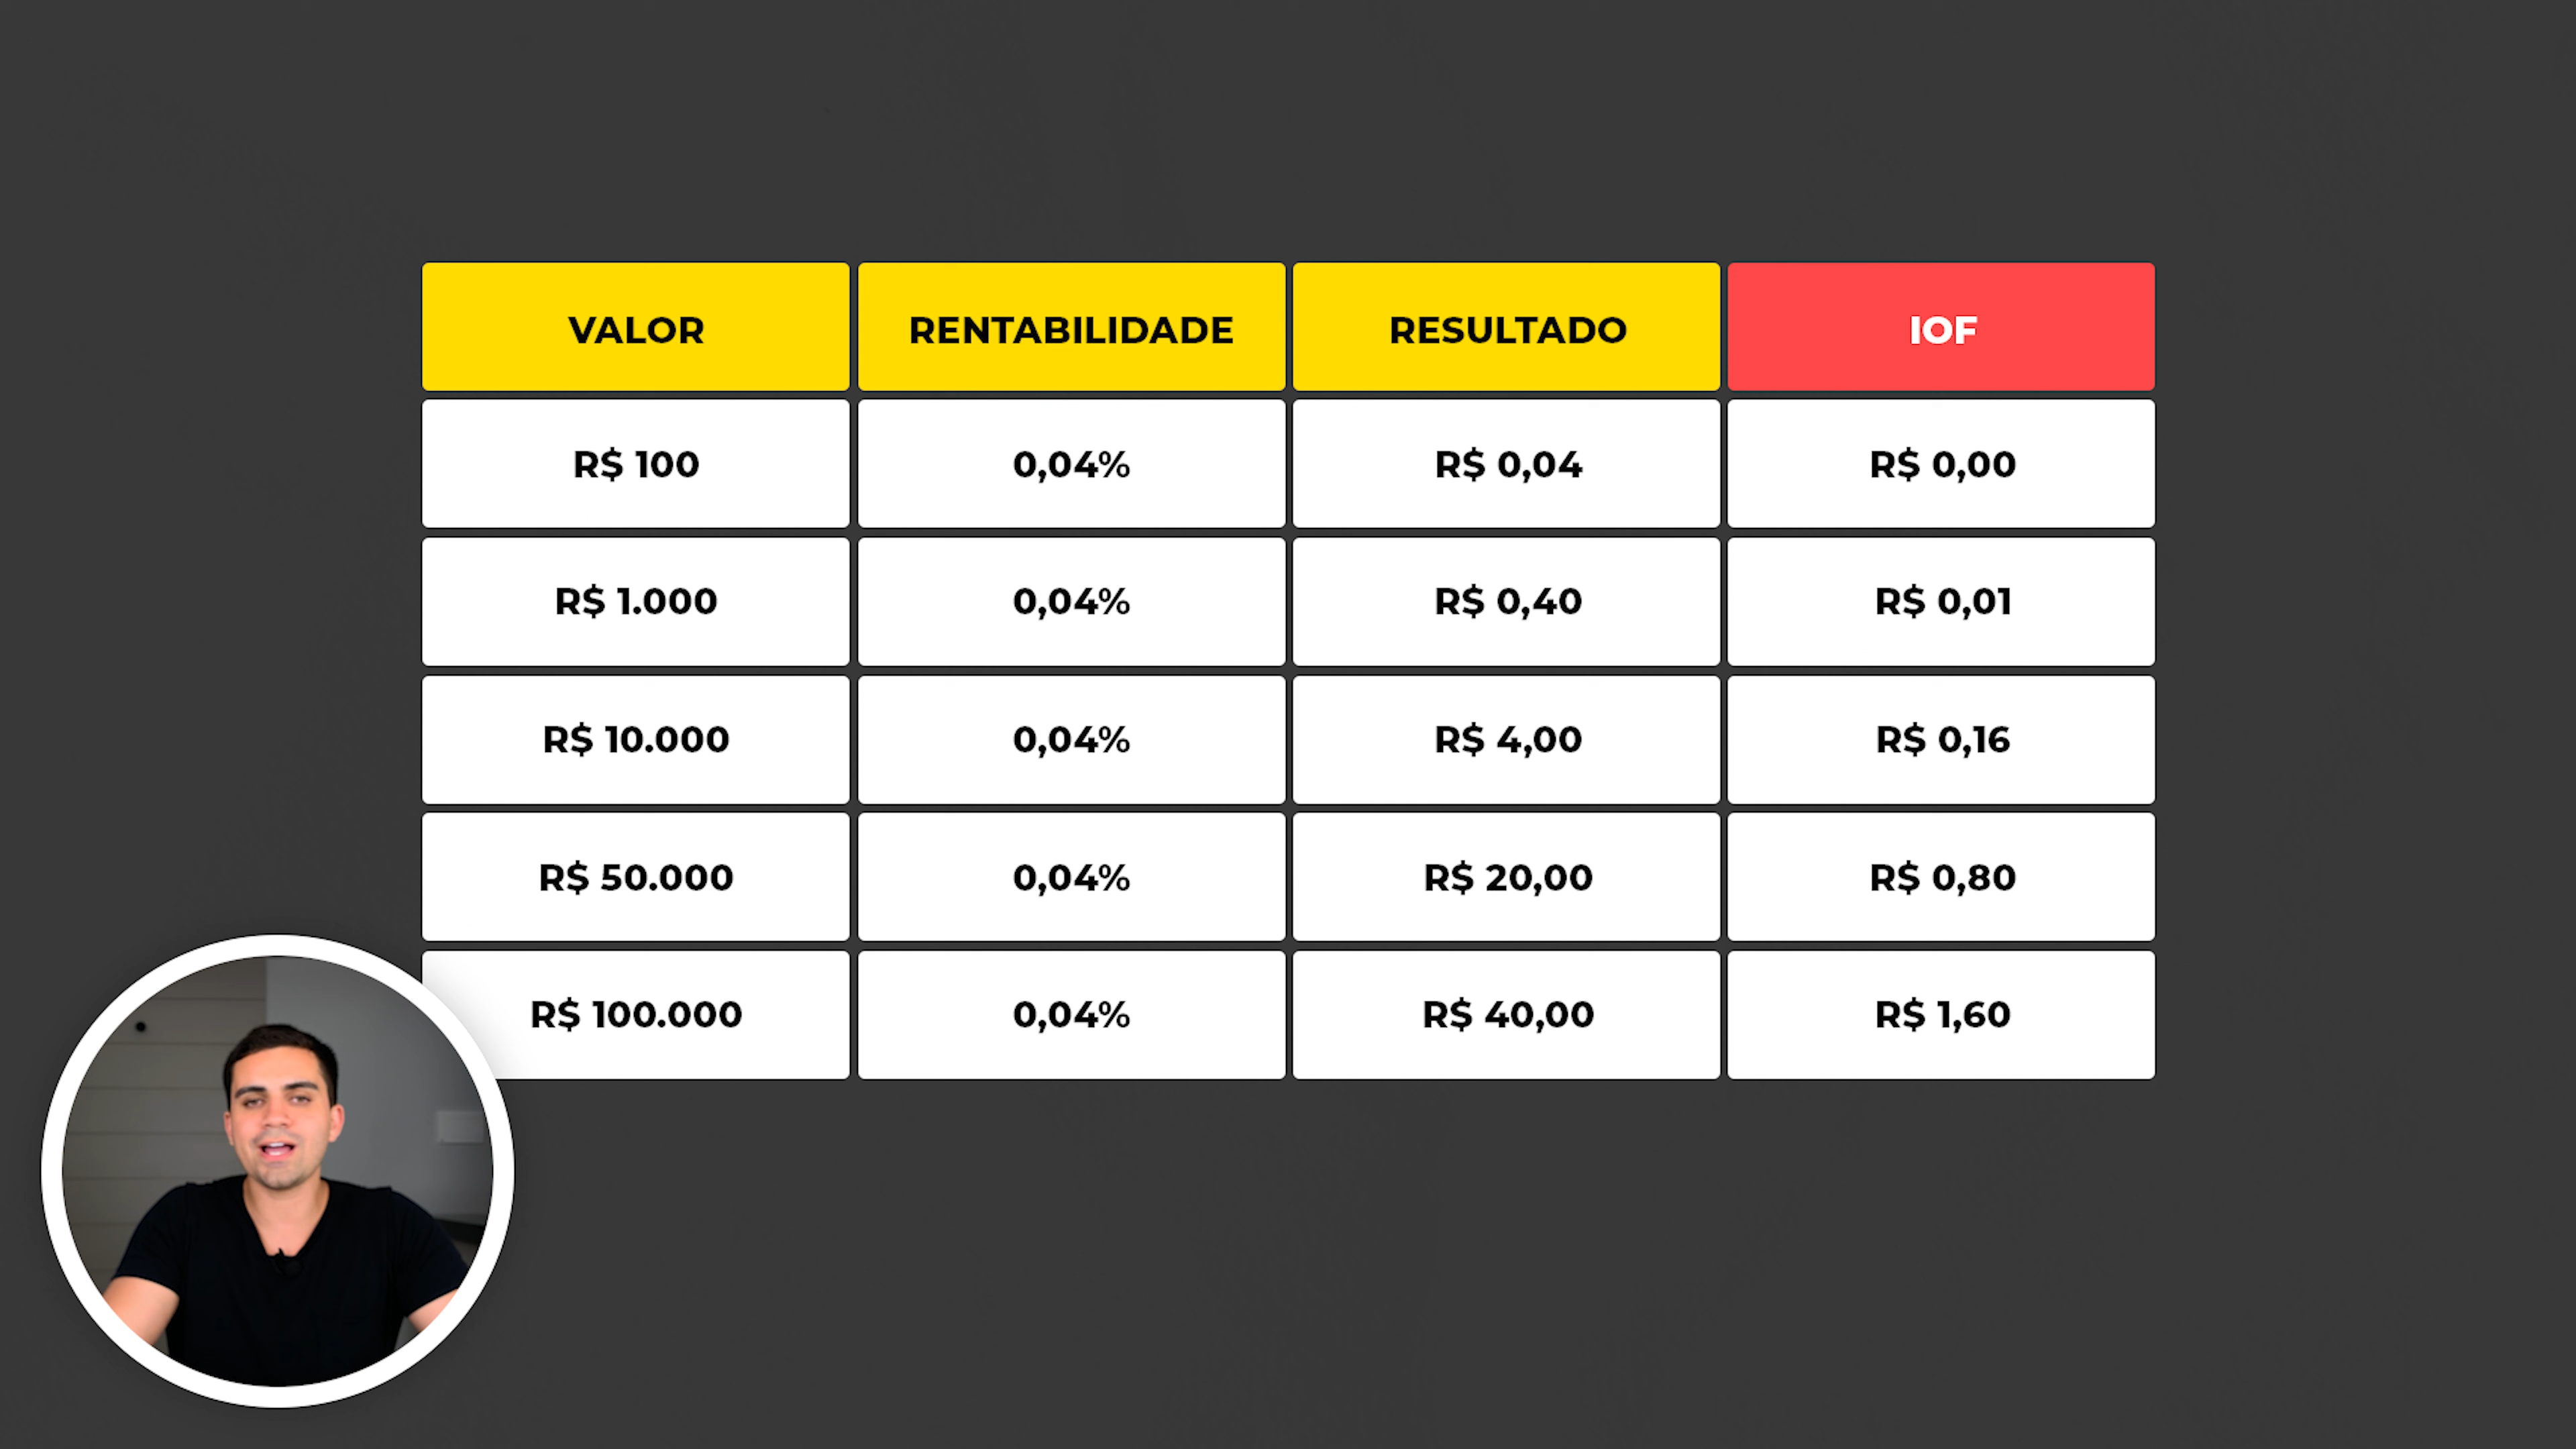 VALOR RENTABILIDADE RESULTADO IOF
R$ 100 0,04% R$ 0,04 R$ 0,00
R$ 1.000 0,04% R$ 0,40 R$ 0,01
R$ 10.000 0,04% R$ 4,00 R$ 0,16
R$ 50.000 0,04% R$ 20,00 R$ 0,80
R$ 100.000 0,04% R$ 40,00 R$ 1,60